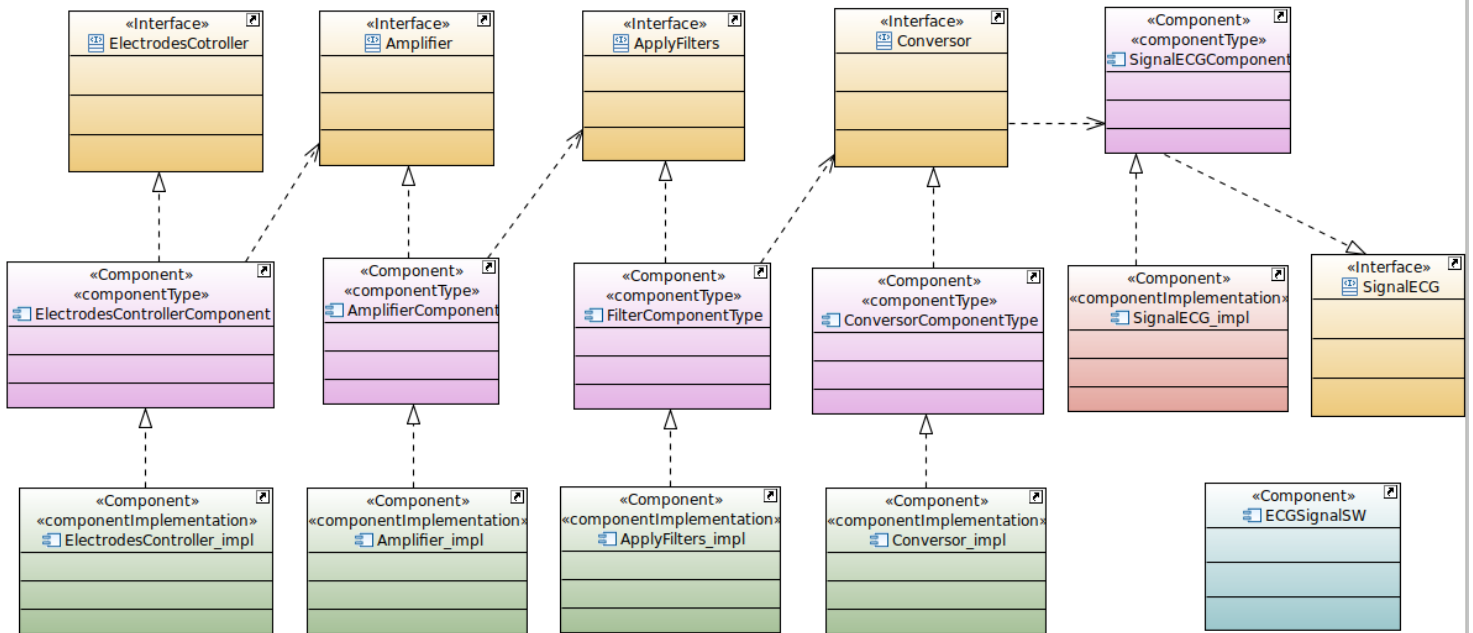 «Interface»
ElectrodesCotroller
«Interface»
Amplifier
«Interface»
ApplyFilters
«Interface»
Conversor
«Component»
«componentType»
SignalECGComponent
«Component»
«componentType»
ElectrodesControllerComponent
«Component»
«componentType»
AmplifierComponent
«Component»
«componentType»
FilterComponentType
«Component»
«componentType»
ConversorComponentType
«Component»
«componentImplementation»
SignalECG_impl
«Interface»
SignalECG
«Component»
«componentImplementation»
ElectrodesController_impl
«Component»
«componentImplementation»
Amplifier_impl
«Component»
«componentImplementation»
ApplyFilters_impl
«Component»
«componentImplementation»
Conversor_impl
«Component»
ECGSignalSW